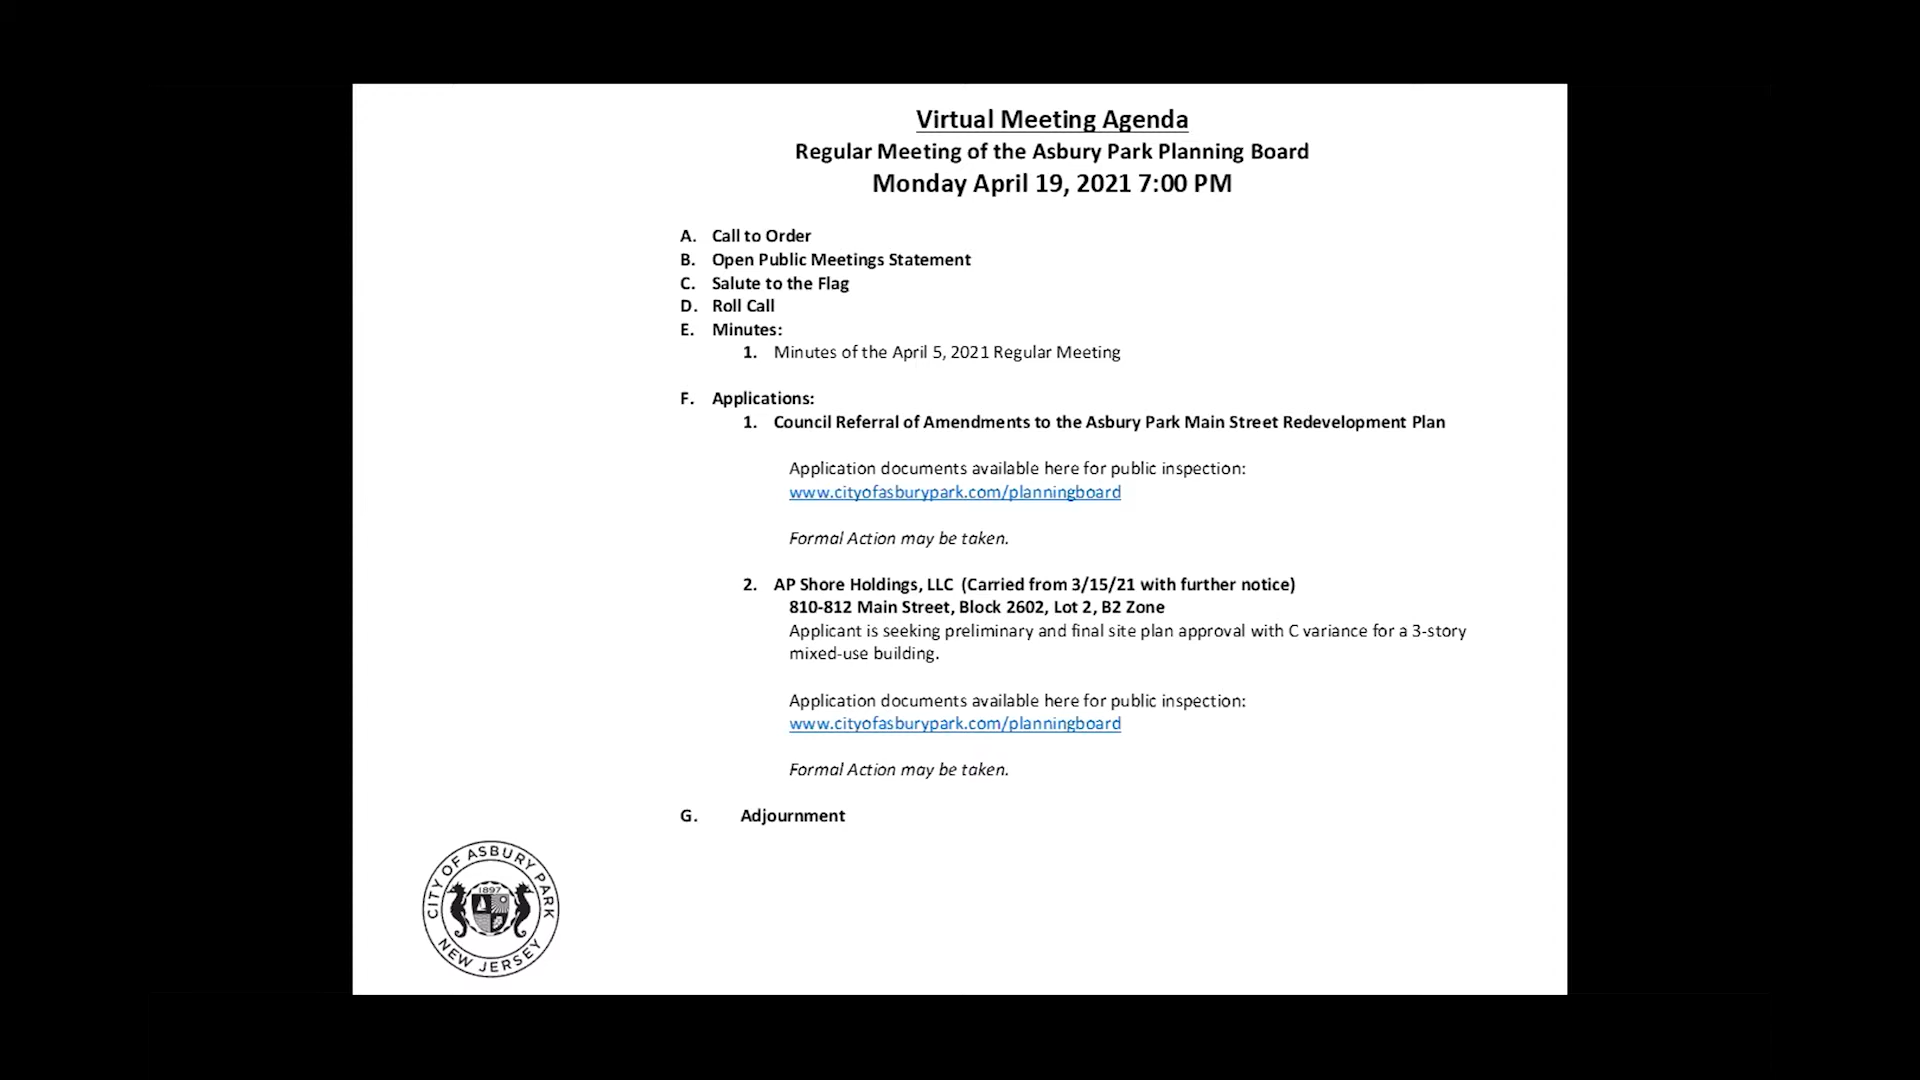 Virtual Meeting Agenda
Regular Meeting of the Asbury Park Planning Board
Monday April 19, 2021 7:00 PM
A. Call to Order
B. Open Public Meetings Statement
C. Salute to the Flag
D. Roll Call
E. Minutes:
1. Minutes of the April 5, 2021 Regular Meeting
F. Applications:
1. Council Referral of Amendments to the Asbury Park Main Street Redevelopment Plan
Application documents available here for public inspection:
www.cityofasburypark.com/planningboard
Formal Action may be taken.
2. AP Shore Holdings, LLC (Carried from 3/15/21 with further notice)
810-812 Main Street, Block 2602, Lot 2, B2 Zone
Applicant is seeking preliminary and final site plan approval with C variance for a 3-story
mixed-use building.
Application documents available here for public inspection:
www.cityofasburypark.com/planningboard
Formal Action may be taken.
G. Adjournment
CITY OF ASBURY PARK
1897
NEW JERSEY